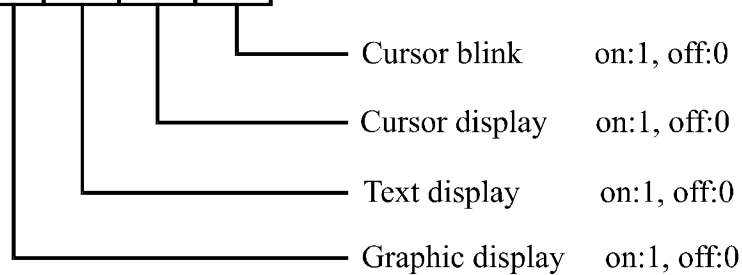 Cursor blink on:1, off:0
Cursor display on:1, off:0
Text display on:1, off:0
Graphic display on:1, off:0